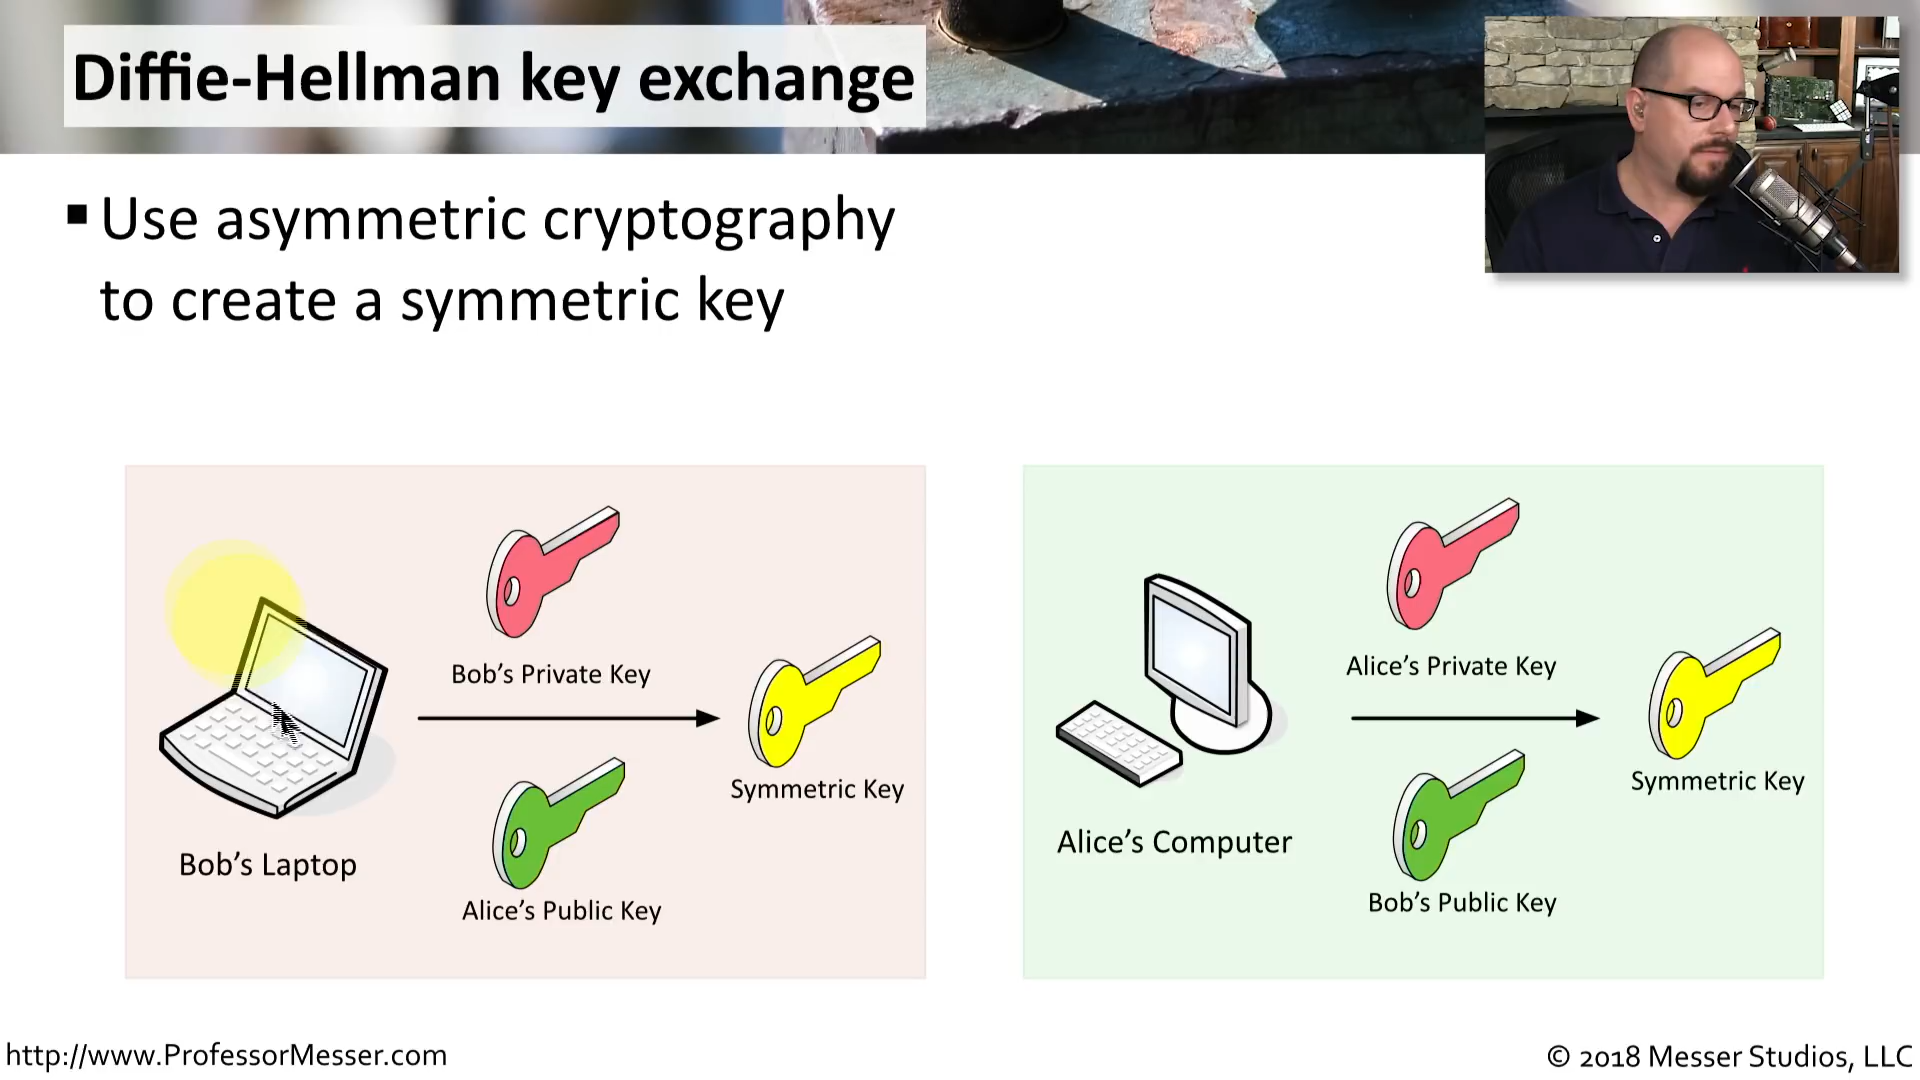 Diffie-Hellman key exchange
▪ Use asymmetric cryptography
to create a symmetric key
Bob’s Private Key
Symmetric Key
Bob’s Laptop
Alice’s Public Key
Alice’s Private Key
Symmetric Key
Alice’s Computer
Bob’s Public Key
http://www.ProfessorMesser.com
© 2018 Messer Studios, LLC